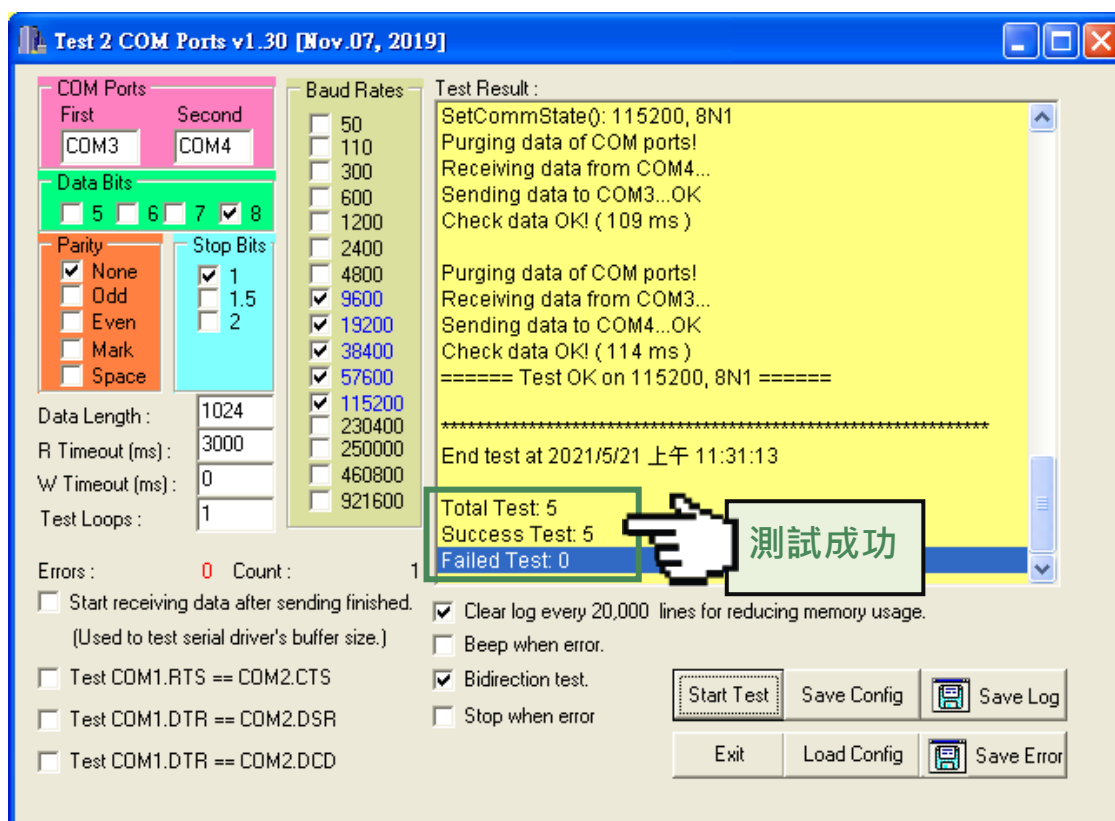 Test 2 COM Ports v1.30 [Nov.07, 2019]
COM Ports
First Second
COM3 COM4
Data Bits
5 6 7 8
Parity
None
Odd
Even
Mark
Space
Stop Bits
1
1.5
2
Data Length : 1024
R Timeout (ms) : 3000
W Timeout (ms) : 0
Test Loops : 1
Baud Rates
50
110
300
600
1200
2400
4800
9600
19200
38400
57600
115200
230400
250000
460800
921600
Test Result :
SetCommState(): 115200, 8N1
Purging data of COM ports!
Receiving data from COM4...
Sending data to COM3...OK
Check data OK! ( 109 ms )
Purging data of COM ports!
Receiving data from COM3...
Sending data to COM4...OK
Check data OK! ( 114 ms )
====== Test OK on 115200, 8N1 ======
******************************************************************************
End test at 2021/5/21 上午 11:31:13
Total Test: 5
Success Test: 5
Failed Test: 0
測試成功
Errors : 0 Count : 1
Start receiving data after sending finished.
(Used to test serial driver's buffer size.)
Test COM1.RTS == COM2.CTS
Test COM1.DTR == COM2.DSR
Test COM1.DTR == COM2.DCD
Clear log every 20,000 lines for reducing memory usage.
Beep when error.
Bidirection test.
Stop when error
Start Test Save Config Save Log
Exit Load Config Save Error